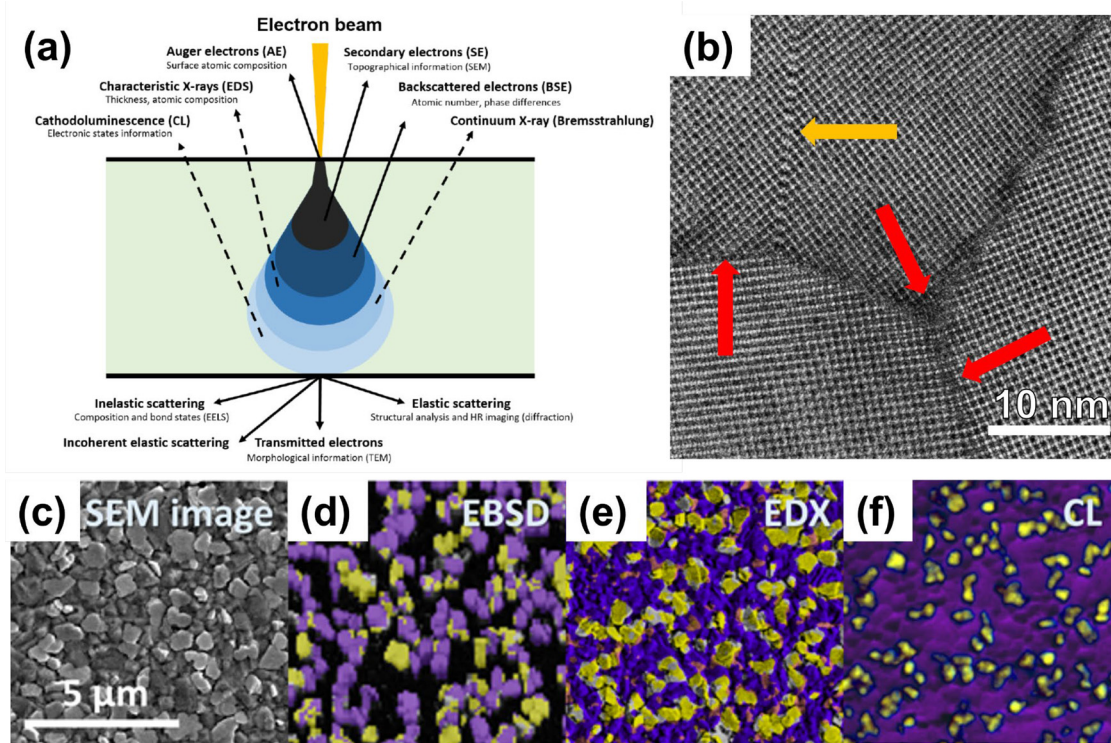 (a)
Electron beam
Auger electrons (AE)
Surface atomic composition
Secondary electrons (SE)
Topographical information (SEM)
Characteristic X-rays (EDS)
Thickness, atomic composition
Backscattered electrons (BSE)
Atomic number, phase differences
Cathodoluminescence (CL)
Electronic states information
Continuum X-ray (Bremsstrahlung)
Inelastic scattering
Composition and bond states (EELS)
Elastic scattering
Structural analysis and HR imaging (diffraction)
Incoherent elastic scattering
Transmitted electrons
Morphological information (TEM)
(b)
10 nm
(c)
SEM image
5 μm
(d)
EBSD
(e)
EDX
(f)
CL